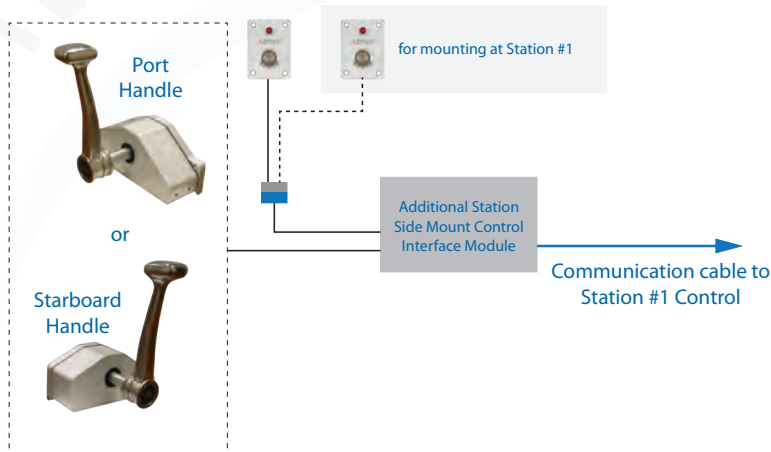 for mounting at Station #1
Port
Handle
or
Starboard
Handle
Additional Station
Side Mount Control
Interface Module
Communication cable to
Station #1 Control